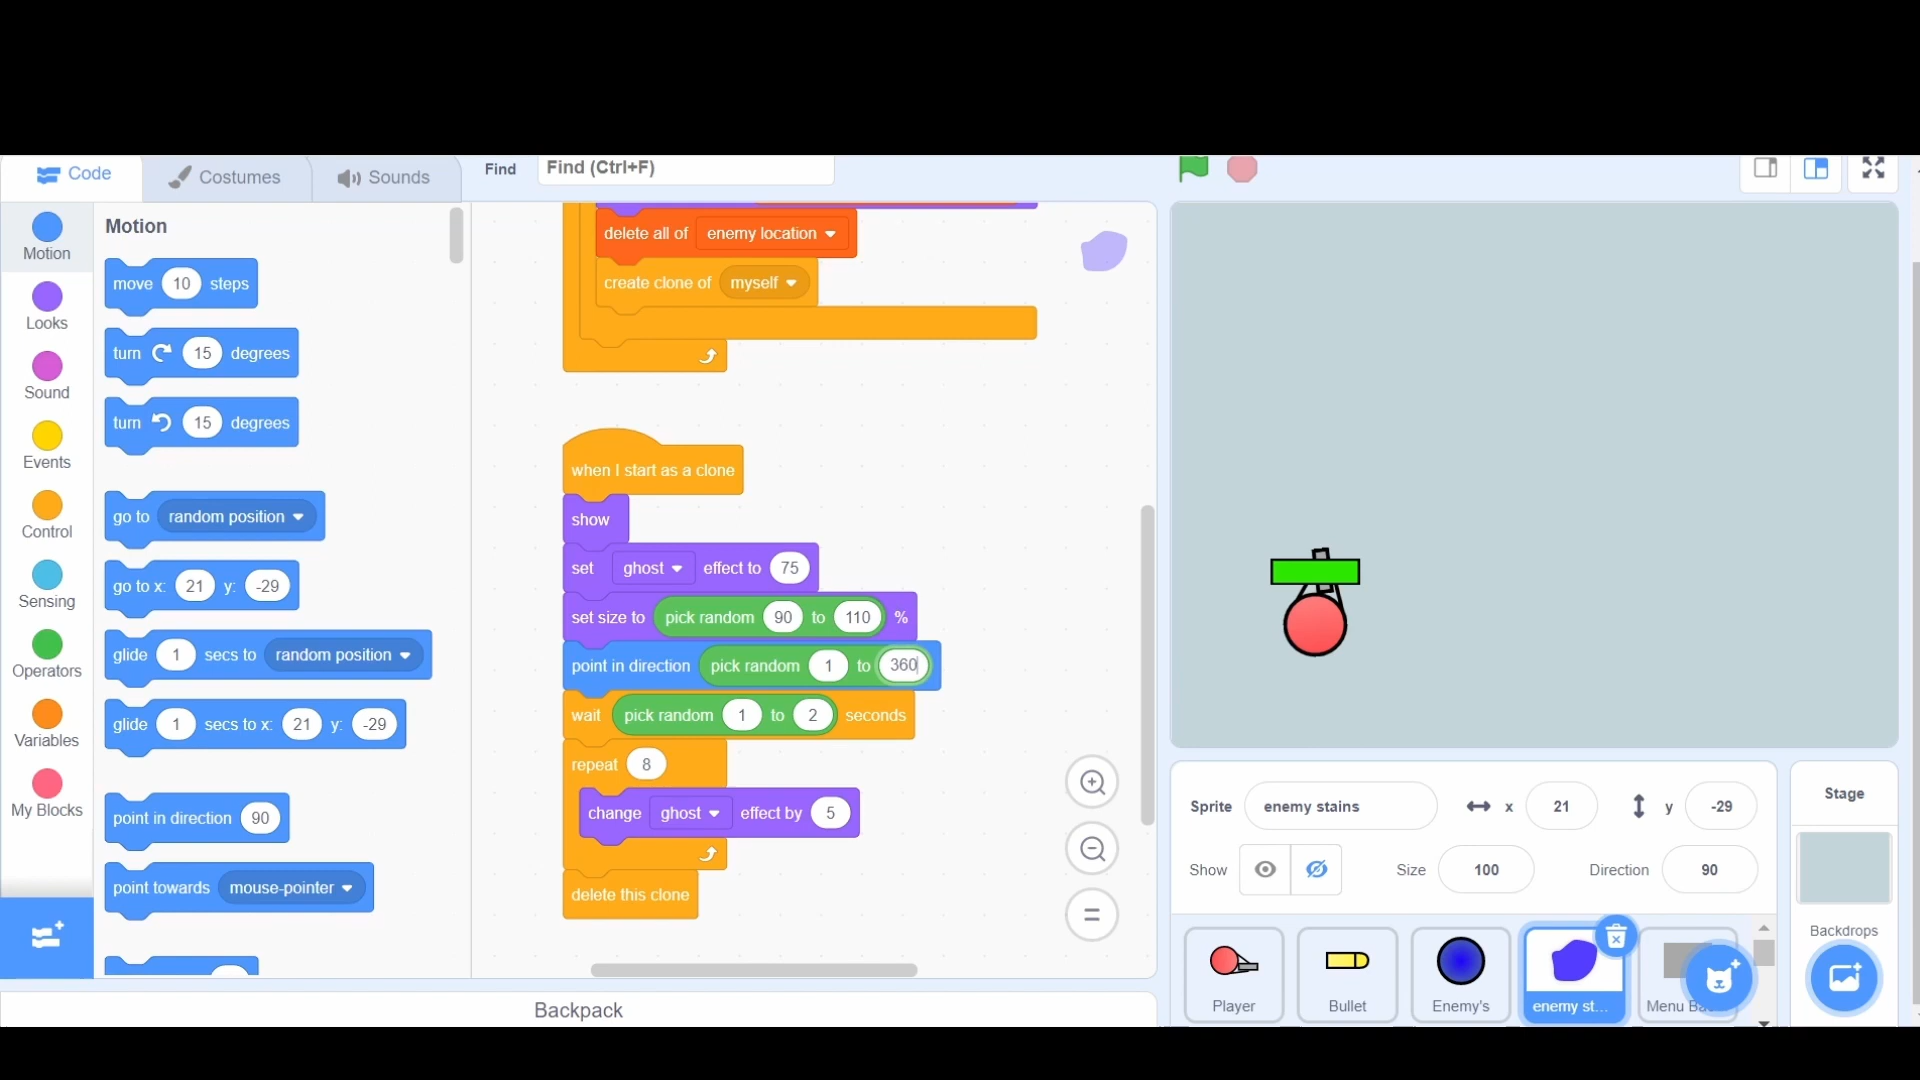 Code
Costumes
Sounds
Find
Find (Ctrl+F)
Motion
Looks
Sound
Events
Control
Sensing
Operators
Variables
My Blocks
Motion
move 10 steps
turn 15 degrees
turn 15 degrees
go to random position
go to x: 21 y: -29
glide 1 secs to random position
glide 1 secs to x: 21 y: -29
point in direction 90
point towards mouse-pointer
delete all of enemy location
create clone of myself
when I start as a clone
show
set ghost effect to 75
set size to pick random 90 to 110 %
point in direction pick random 1 to 360
wait pick random 1 to 2 seconds
repeat 8
change ghost effect by 5
delete this clone
Backpack
Sprite enemy stains x 21 y -29
Show Size 100 Direction 90
Player
Bullet
Enemy's
enemy st...
Menu
Stage
Backdrops